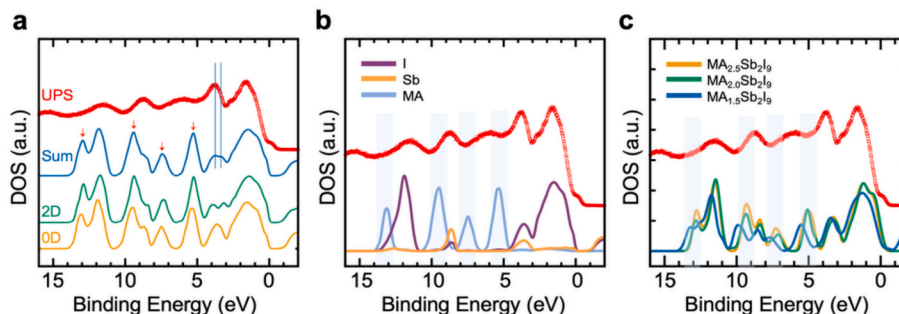 a
DOS (a.u.)
UPS
Sum
2D
0D
15 10 5 0
Binding Energy (eV)
b
DOS (a.u.)
I
Sb
MA
15 10 5 0
Binding Energy (eV)
c
DOS (a.u.)
MA2.5Sb2I9
MA2.0Sb2I9
MA1.5Sb2I9
15 10 5 0
Binding Energy (eV)